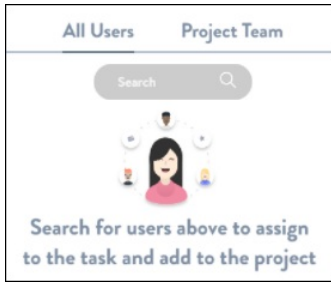 All Users Project Team
Search
Search for users above to assign
to the task and add to the project